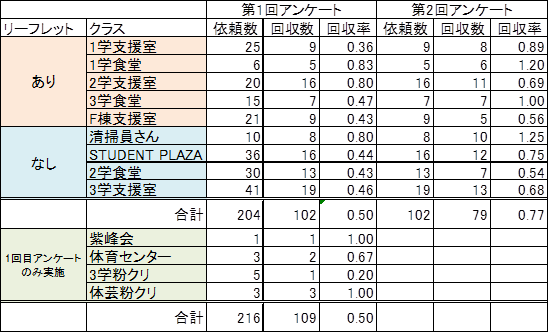 第1回アンケート 第2回アンケート
リーフレット クラス 依頼数 回収数 回収率 依頼数 回収数 回収率
あり 1学支援室 25 9 0.36 9 8 0.89
1学食堂 6 5 0.83 5 6 1.20
2学支援室 20 16 0.80 16 11 0.69
3学食堂 15 7 0.47 7 7 1.00
F棟支援室 21 9 0.43 9 5 0.56
なし 清掃員さん 10 8 0.80 8 10 1.25
STUDENT PLAZA 36 16 0.44 16 12 0.75
2学食堂 30 13 0.43 13 7 0.54
3学支援室 41 19 0.46 19 13 0.68
合計 204 102 0.50 102 79 0.77
1回目アンケートのみ実施 紫峰会 1 1 1.00
体育センター 3 2 0.67
3学粉クリ 5 1 0.20
体芸粉クリ 3 3 1.00
合計 216 109 0.50